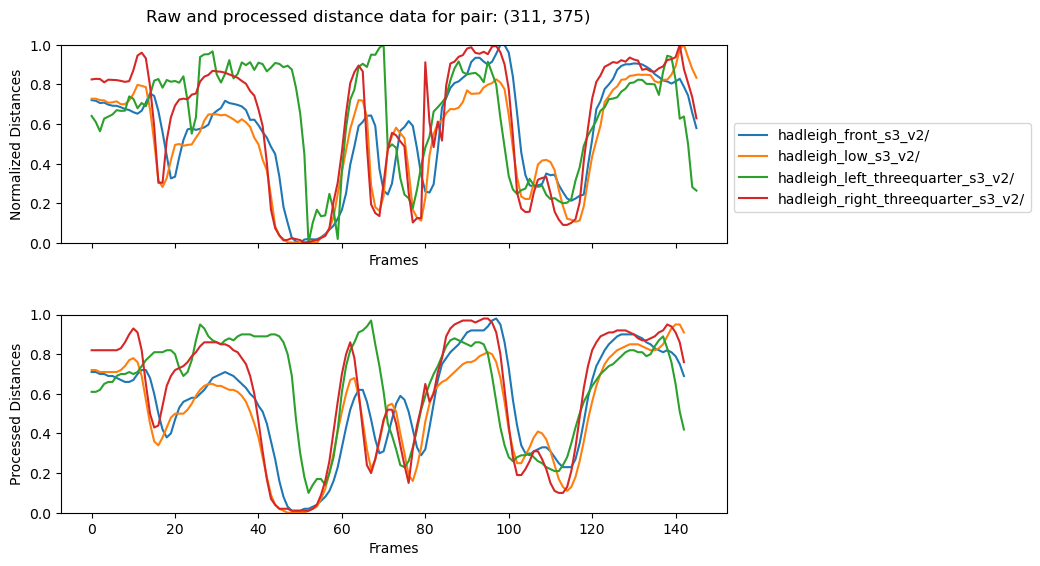 Raw and processed distance data for pair: (311, 375)
1.0
0.8
0.6
0.4
0.2
0.0
Normalized Distances
Frames
hadleigh_front_s3_v2/
hadleigh_low_s3_v2/
hadleigh_left_threequarter_s3_v2/
hadleigh_right_threequarter_s3_v2/
1.0
0.8
0.6
0.4
0.2
0.0
Processed Distances
0 20 40 60 80 100 120 140
Frames